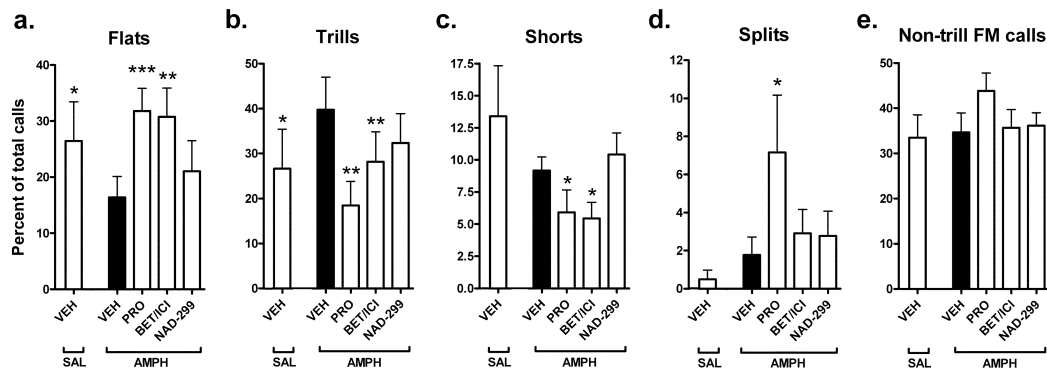 a.
Flats
Percent of total calls
40
30
20
10
0
*
***
**
VEH
VEH
PRO
BET/ICI
NAD-299
SAL
AMPH
b.
Trills
50
40
30
20
10
0
*
**
**
VEH
VEH
PRO
BET/ICI
NAD-299
SAL
AMPH
c.
Shorts
17.5
15.0
12.5
10.0
7.5
5.0
2.5
0.0
*
*
VEH
VEH
PRO
BET/ICI
NAD-299
SAL
AMPH
d.
Splits
12
10
8
6
4
2
0
*
VEH
VEH
PRO
BET/ICI
NAD-299
SAL
AMPH
e.
Non-trill FM calls
50
40
30
20
10
0
VEH
VEH
PRO
BET/ICI
NAD-299
SAL
AMPH